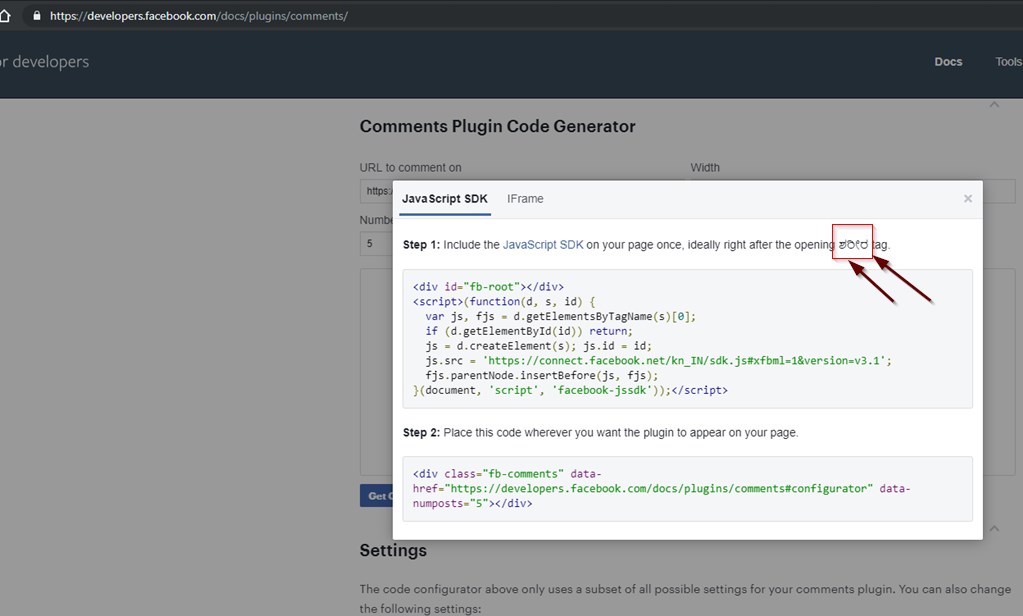 https://developers.facebook.com/docs/plugins/comments/
r developers
Docs
Tools
Comments Plugin Code Generator
URL to comment on
Width
https:
JavaScript SDK
IFrame
×
5
Step 1: Include the JavaScript SDK on your page once, ideally right after the opening ಶರೀರ tag.
<div id="fb-root"></div>
<script>(function(d, s, id) {
var js, fjs = d.getElementsByTagName(s)[0];
if (d.getElementById(id)) return;
js = d.createElement(s); js.id = id;
js.src = 'https://connect.facebook.net/kn_IN/sdk.js#xfbml=1&version=v3.1';
fjs.parentNode.insertBefore(js, fjs);
}(document, 'script', 'facebook-jssdk'));</script>
Step 2: Place this code wherever you want the plugin to appear on your page.
<div class="fb-comments" data-
href="https://developers.facebook.com/docs/plugins/comments#configurator" data-
numposts="5"></div>
Get
Settings
The code configurator above only uses a subset of all possible settings for your comments plugin. You can also change
the following settings: